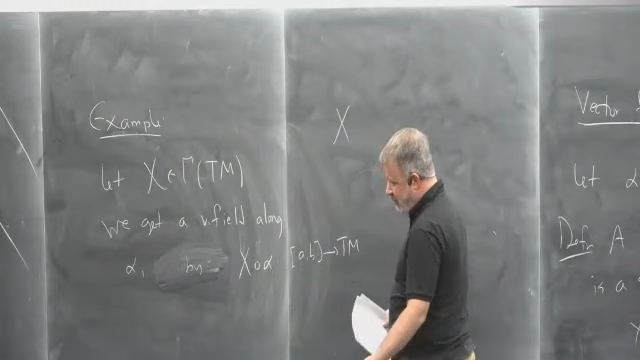 Example:
let X ∈ Γ(TM)
we get a v.field along
α, by: X∘α [a,b] → TM
X
Vector
let α
Defn A
is a